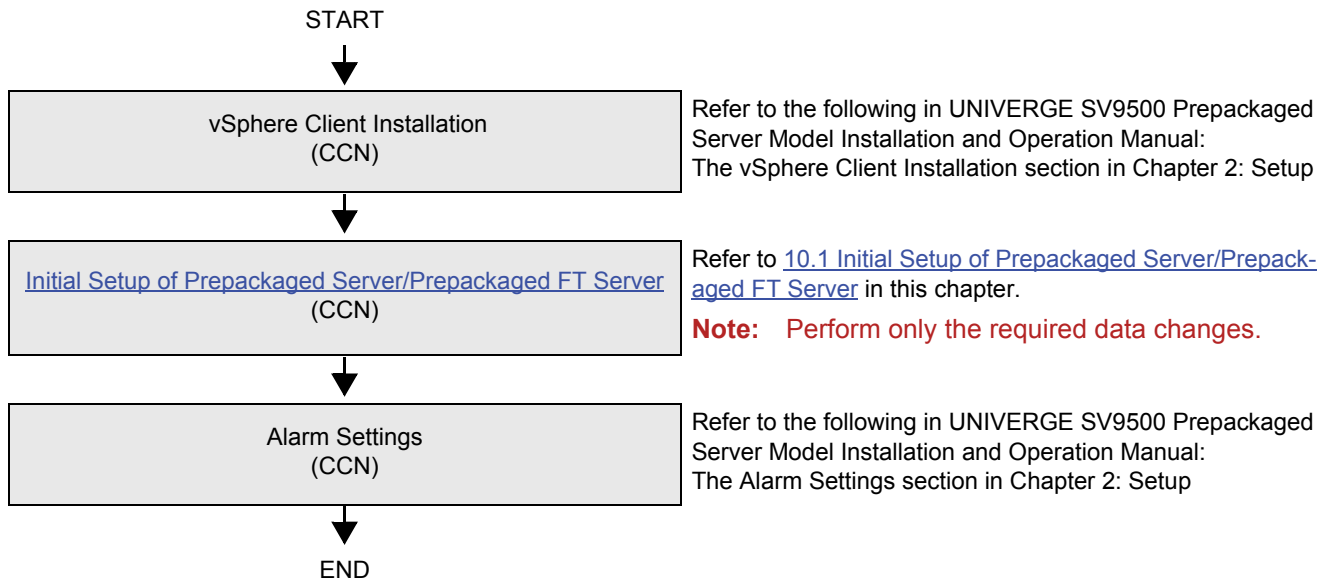 START
vSphere Client Installation
(CCN)
Refer to the following in UNIVERGE SV9500 Prepackaged
Server Model Installation and Operation Manual:
The vSphere Client Installation section in Chapter 2: Setup
Initial Setup of Prepackaged Server/Prepackaged FT Server
(CCN)
Refer to 10.1 Initial Setup of Prepackaged Server/Prepack-
aged FT Server in this chapter.
Note: Perform only the required data changes.
Alarm Settings
(CCN)
Refer to the following in UNIVERGE SV9500 Prepackaged
Server Model Installation and Operation Manual:
The Alarm Settings section in Chapter 2: Setup
END